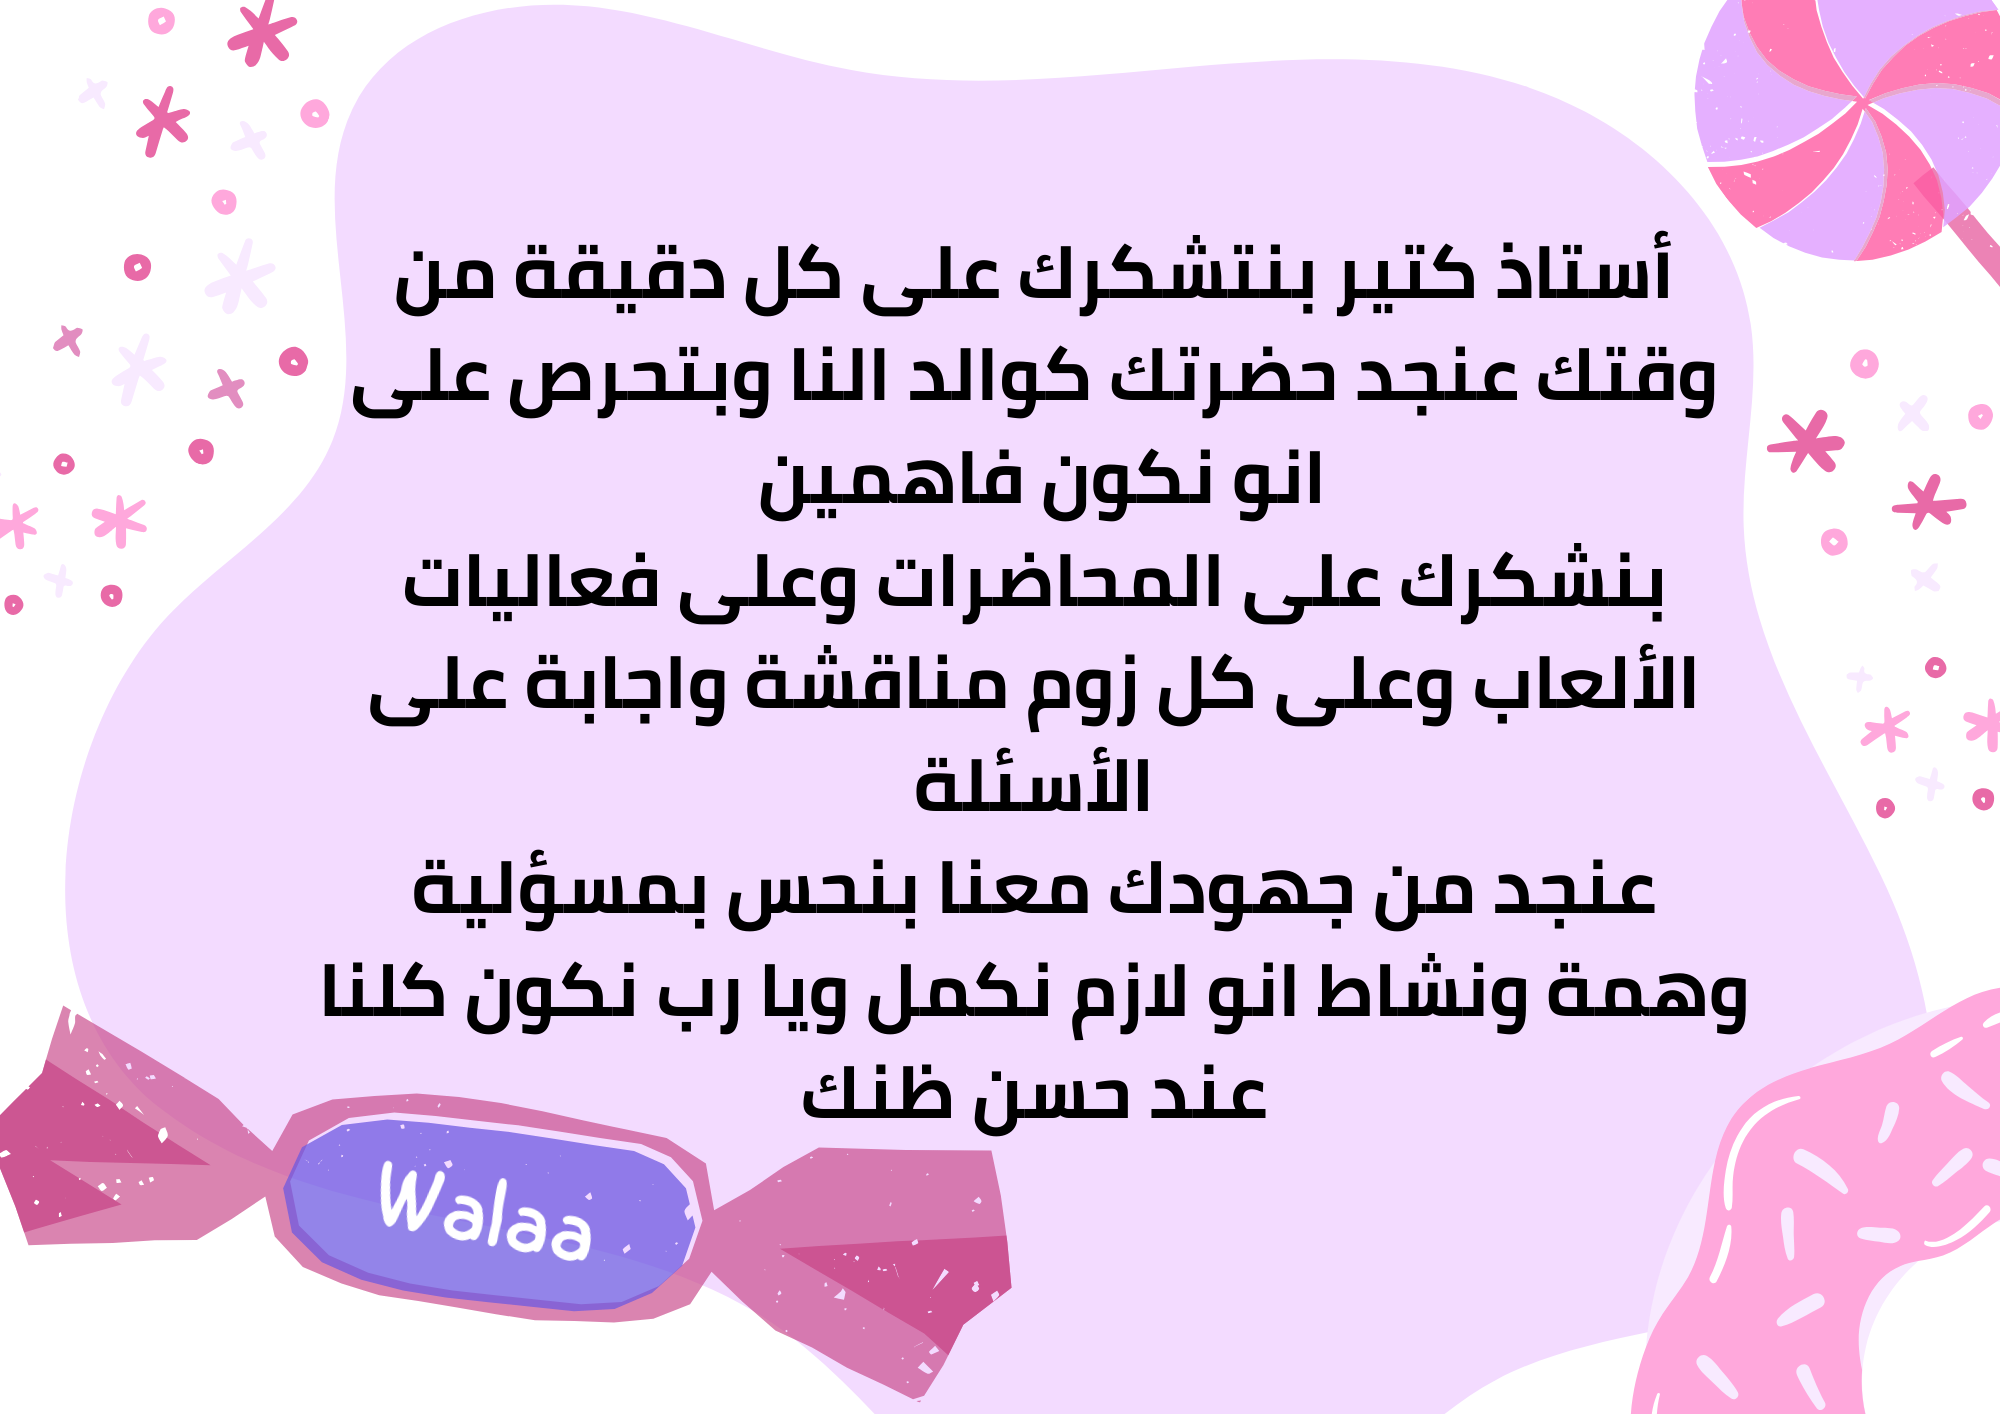 أستاذ كتير بنتشكرك على كل دقيقة من
وقتك عنجد حضرتك كوالد النا وبتحرص على
انو نكون فاهمين
بنشكرك على المحاضرات وعلى فعاليات
الألعاب وعلى كل زوم مناقشة واجابة على
الأسئلة
عنجد من جهودك معنا بنحس بمسؤلية
وهمة ونشاط انو لازم نكمل ويا رب نكون كلنا
عند حسن ظنك
Walaa